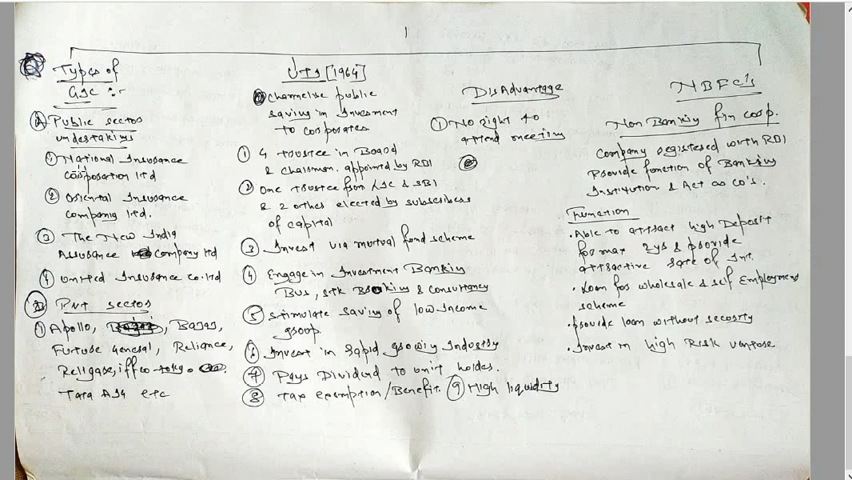 1
Types of
GIC :-
(A) Public sector
undertakings
(1) National Insurance
Corporation ltd
(2) Oriental Insurance
Company ltd.
(3) The New India
Assurance Company ltd
(4) United Insurance co. ltd
(B) Pvt sector
(1) Apollo, Bajaj,
Future General, Reliance,
Religare, iffco tokyo
Tata AIG etc
UTI [1964]
Channelise public
saving in Invesment
to corporates
(1) 4 trustee in Board
& Chairman. appointed by RBI
(2) One trustee from LIC & SBI
& 2 other elected by subscribers
of capital
(3) Invest via mutual fund scheme
(4) Engage in Investment Banking
Bus, stk Broking & Consultancy
(5) stimulate saving of low-income
group
(6) Invest in rapid growing Industry
(7) Pays Dividend to unit holder.
(8) Tax exemption/Benefit. (9) High liquidity
DisAdvantage
(1) No right to
attend meeting
NBFC's
Non Banking fin corp.
Company registered with RBI
Provide function of Banking
Institution & Act as CO's.
Function
• Able to attract high Deposit
for max 2ys & provide
attractive rate of Int.
• Loan for wholesale & self Employment
scheme
• provide loan without security
• Invest in high Risk venture